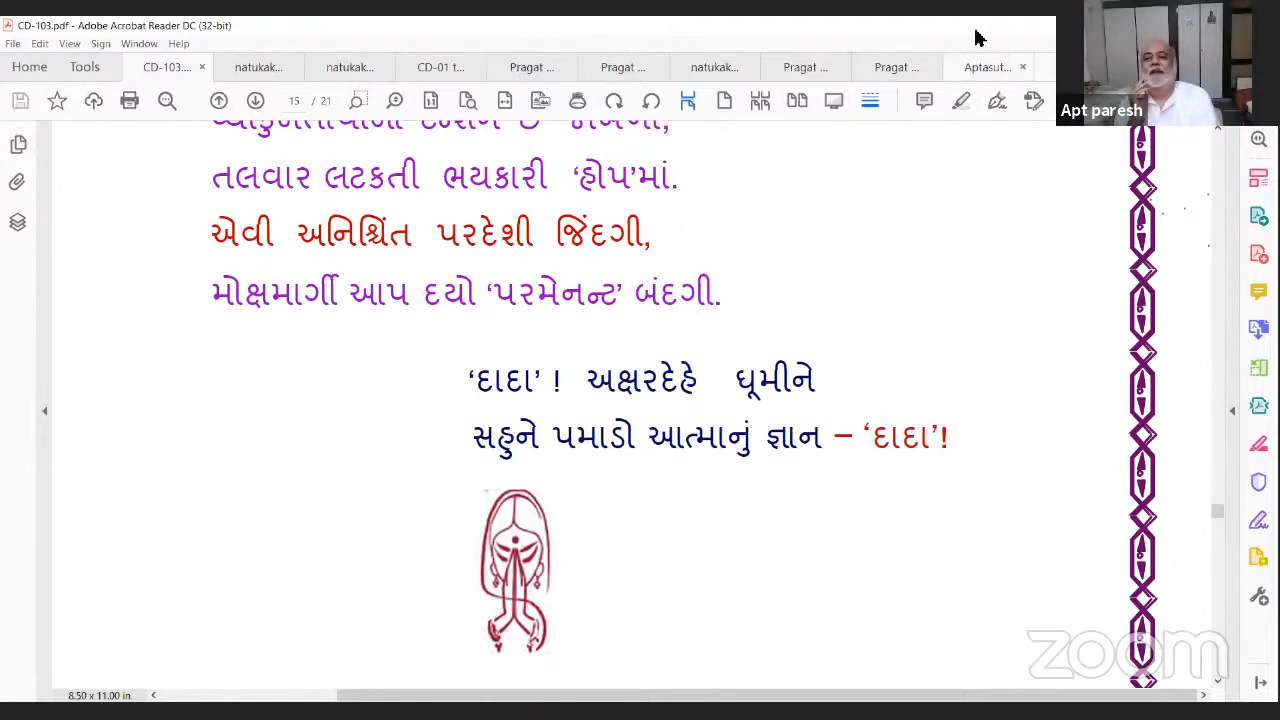 CD-103.pdf - Adobe Acrobat Reader DC (32-bit)
File Edit View Sign Window Help
Home Tools CD-103.... × natukak... natukak... CD-01 Pragat Pragat ... natukak... Pragat ... Pragat ... Aptasut... ×
15 / 21
Apt paresh
તલવાર લટકતી ભયકારી ‘હોપ’માં.
એવી અનિશ્ચિંત પરદેશી જિંદગી,
મોક્ષમાર્ગી આપ દયો ‘પરમેનન્ટ’ બંદગી.
‘દાદા’ ! અક્ષરદેહે ઘૂમીને
સહુને પમાડો આત્માનું જ્ઞાન – ‘દાદા’!
zoom
8.50 x 11.00 in